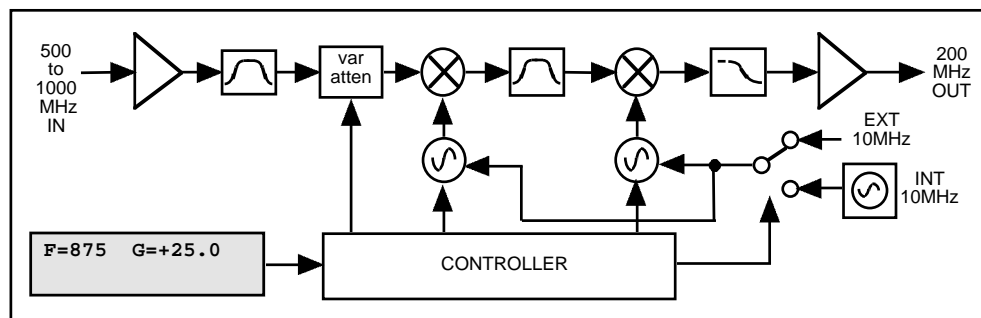 500
to
1000
MHz
IN
var
atten
200
MHz
OUT
EXT
10MHz
INT
10MHz
F=875 G=+25.0
CONTROLLER